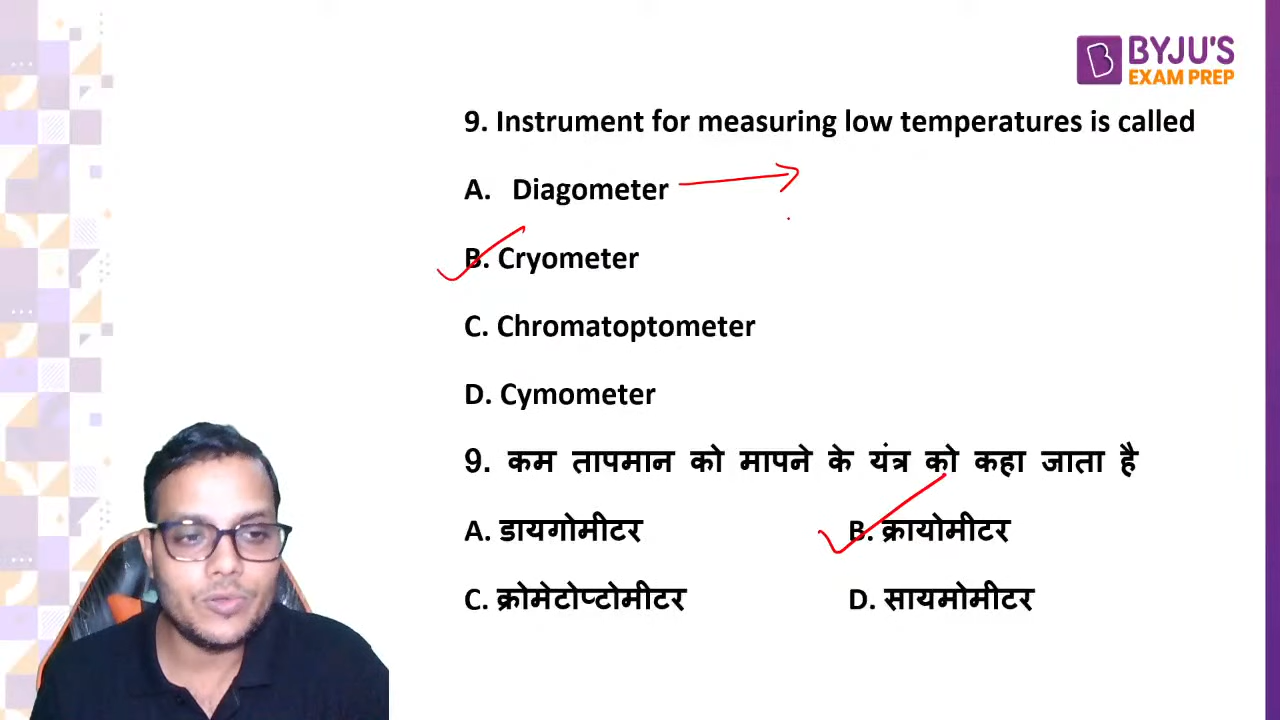 BYJU'S
EXAM PREP
9. Instrument for measuring low temperatures is called
A. Diagometer
B. Cryometer
C. Chromatoptometer
D. Cymometer
9. कम तापमान को मापने के यंत्र को कहा जाता है
A. डायगोमीटर B. क्रायोमीटर
C. क्रोमेटोप्टोमीटर D. सायमोमीटर